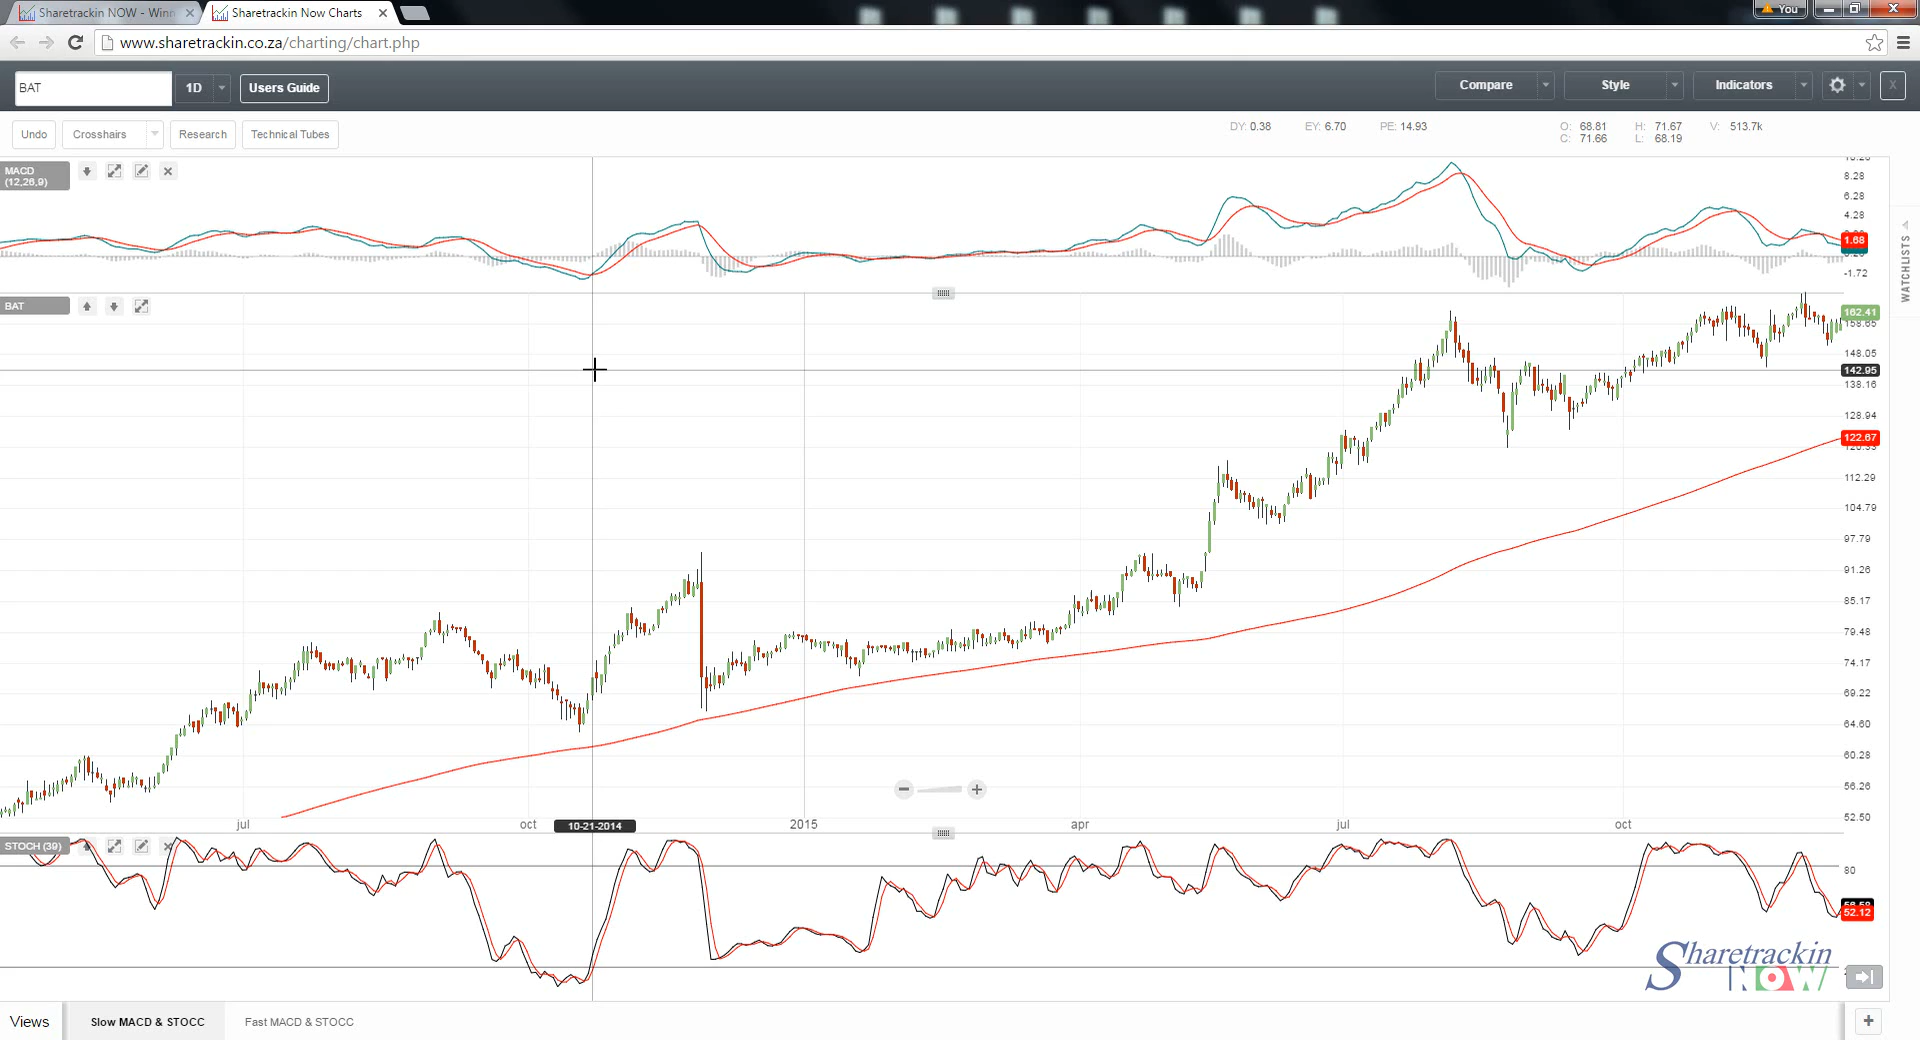 Sharetrackin NOW - Winn
Sharetrackin Now Charts
You
www.sharetrackin.co.za/charting/chart.php
BAT
1D
Users Guide
Compare
Style
Indicators
X
Undo
Crosshairs
Research
Technical Tubes
DY: 0.38 EY: 6.70 PE: 14.93
O: 68.81 H: 71.67 V: 513.7k
C: 71.66 L: 68.19
MACD
(12,26,9)
8.28
6.28
4.28
1.68
-1.72
WATCHLISTS
BAT
162.41
158.65
148.05
142.95
138.16
128.94
122.67
112.29
104.79
97.79
91.26
85.17
79.48
74.17
69.22
64.60
60.28
56.26
52.50
jul
oct
10-21-2014
2015
apr
jul
oct
STOCH (39)
80
52.12
Sharetrackin
NOW
Views
Slow MACD & STOCC
Fast MACD & STOCC